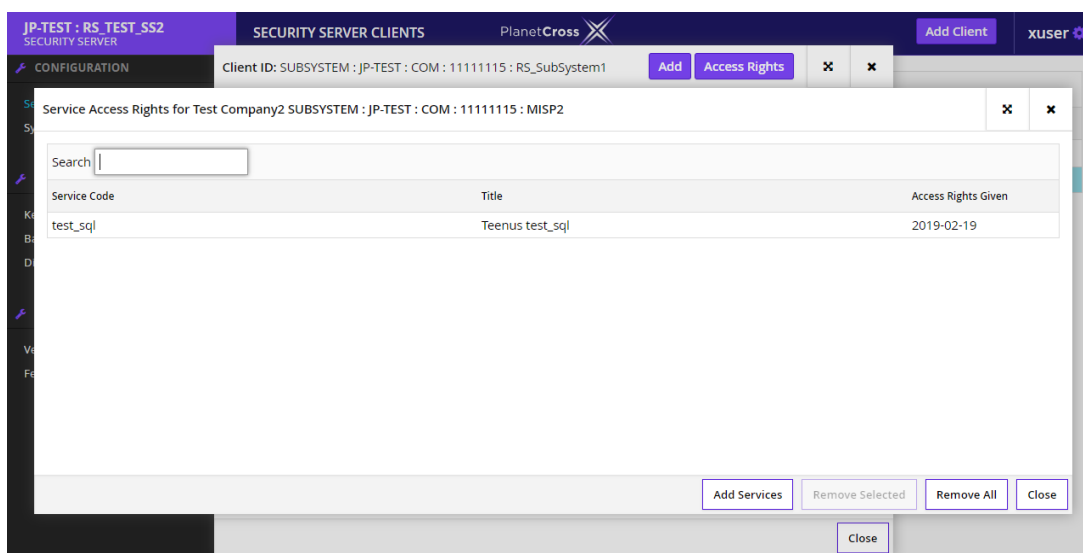 JP-TEST : RS_TEST_SS2
SECURITY SERVER
SECURITY SERVER CLIENTS
PlanetCross
Add Client
xuser
CONFIGURATION
Client ID: SUBSYSTEM : JP-TEST : COM : 11111115 : RS_SubSystem1
Add
Access Rights
Service Access Rights for Test Company2 SUBSYSTEM : JP-TEST : COM : 11111115 : MISP2
Search
Service Code Title Access Rights Given
test_sql Teenus test_sql 2019-02-19
Add Services
Remove Selected
Remove All
Close
Close